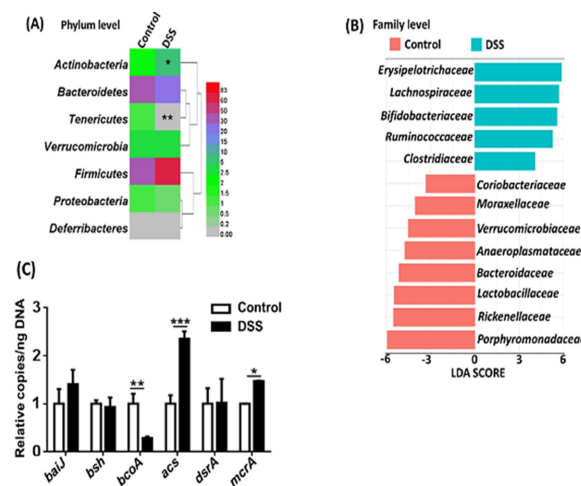 (A) Phylum level
Control
DSS
Actinobacteria
*
Bacteroidetes
Tenericutes
**
Verrucomicrobia
Firmicutes
Proteobacteria
Deferribacteres
83
60
50
40
30
20
15
10
5
2.5
1.5
1
0.5
0.2
0.00
(B) Family level
Control
DSS
Erysipelotrichaceae
Lachnospiraceae
Bifidobacteriaceae
Ruminococcaceae
Clostridiaceae
Coriobacteriaceae
Moraxellaceae
Verrucomicrobiaceae
Anaeroplasmataceae
Bacteroidaceae
Lactobacillaceae
Rickenellaceae
Porphyromonadaceae
-6 -3 0 3 6
LDA SCORE
(C)
Relative copies/ng DNA
3
2
1
0
Control
DSS
**
***
*
baiJ
bsh
bcoA
acs
dsrA
mcrA